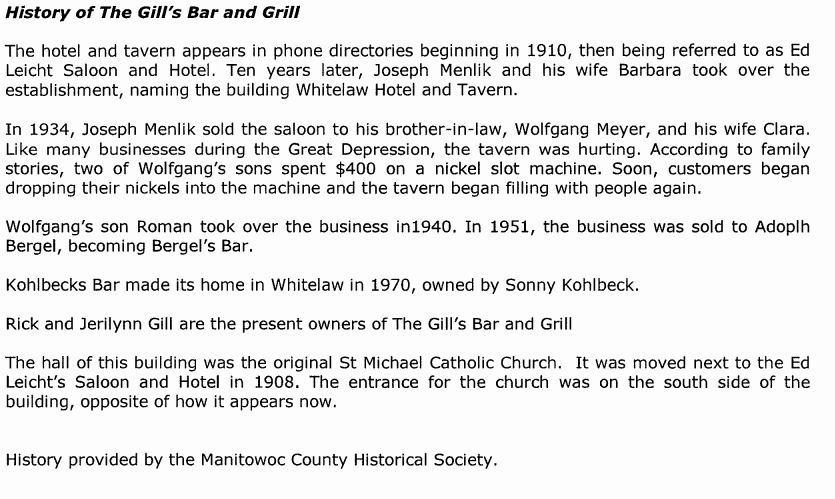 History of The Gill's Bar and Grill
The hotel and tavern appears in phone directories beginning in 1910, then being referred to as Ed
Leicht Saloon and Hotel. Ten years later, Joseph Menlik and his wife Barbara took over the
establishment, naming the building Whitelaw Hotel and Tavern.
In 1934, Joseph Menlik sold the saloon to his brother-in-law, Wolfgang Meyer, and his wife Clara.
Like many businesses during the Great Depression, the tavern was hurting. According to family
stories, two of Wolfgang's sons spent $400 on a nickel slot machine. Soon, customers began
dropping their nickels into the machine and the tavern began filling with people again.
Wolfgang's son Roman took over the business in1940. In 1951, the business was sold to Adoplh
Bergel, becoming Bergel's Bar.
Kohlbecks Bar made its home in Whitelaw in 1970, owned by Sonny Kohlbeck.
Rick and Jerilynn Gill are the present owners of The Gill's Bar and Grill
The hall of this building was the original St Michael Catholic Church. It was moved next to the Ed
Leicht's Saloon and Hotel in 1908. The entrance for the church was on the south side of the
building, opposite of how it appears now.
History provided by the Manitowoc County Historical Society.